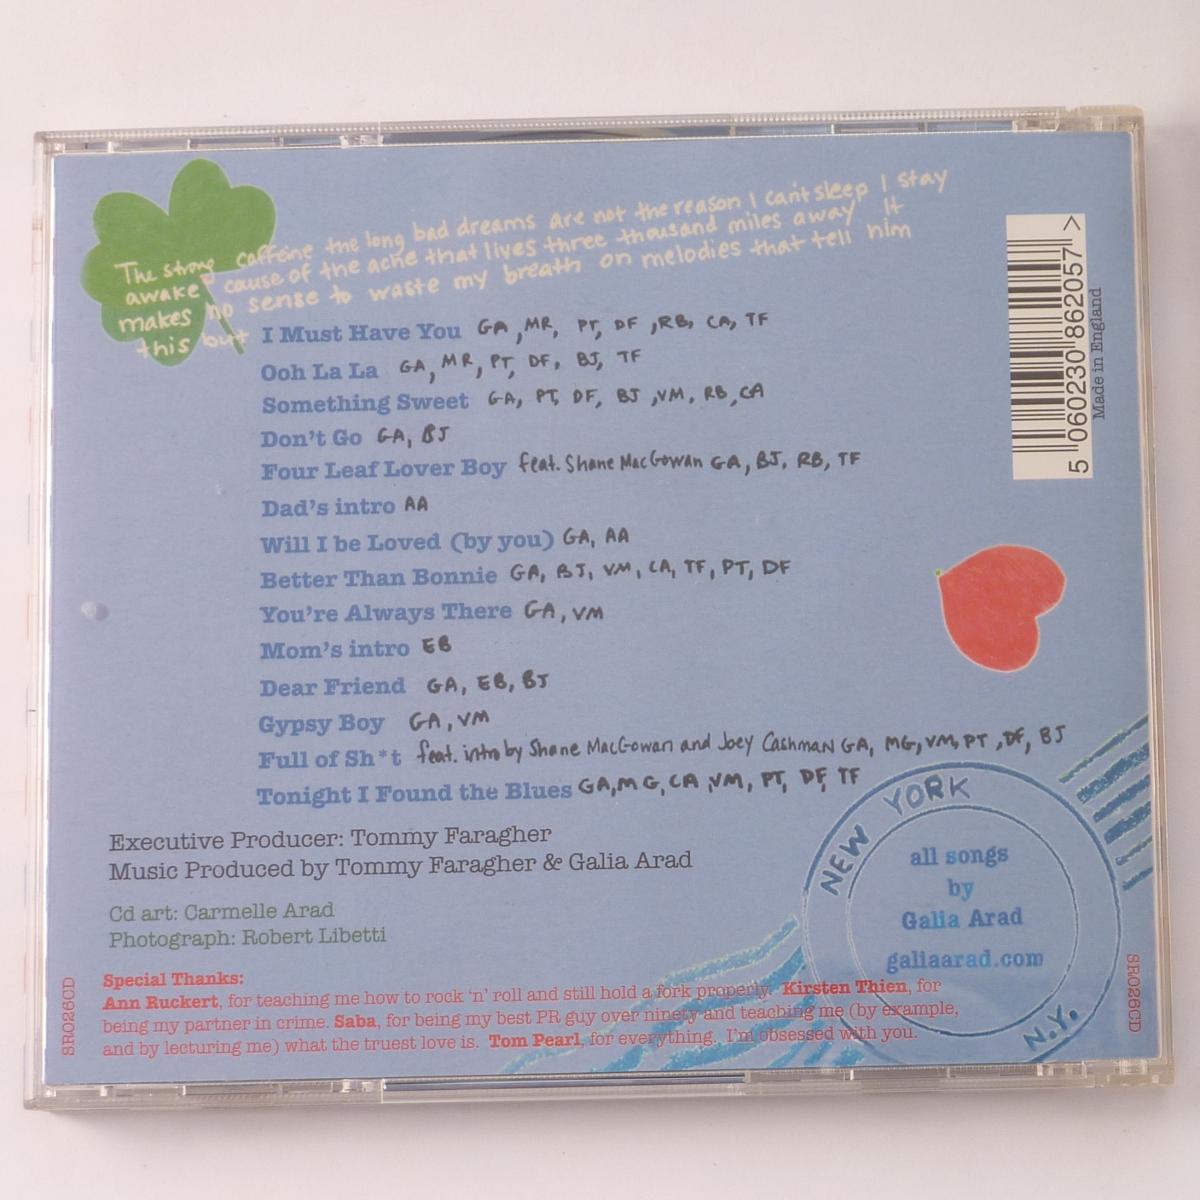 The strong caffeine the long bad dreams are not the reason I can't sleep I stay
awake cause of the ache that lives three thousand miles away It
makes no sense to waste my breath on melodies that tell him
this but
I Must Have You GA, MR, PT, DF, RB, CA, TF
Ooh La La GA, MR, PT, DF, BJ, TF
Something Sweet GA, PT, DF, BJ, VM, RB, CA
Don't Go GA, BJ
Four Leaf Lover Boy feat. Shane MacGowan GA, BJ, RB, TF
Dad's intro AA
Will I be Loved (by you) GA, AA
Better Than Bonnie GA, BJ, VM, CA, TF, PT, DF
You're Always There GA, VM
Mom's intro EB
Dear Friend GA, EB, BJ
Gypsy Boy GA, VM
Full of Sh*t feat. intro by Shane MacGowan and Joey Cashman GA, MG, VM, PT, DF, BJ
Tonight I Found the Blues GA, MG, CA, VM, PT, DF, TF
Executive Producer: Tommy Faragher
Music Produced by Tommy Faragher & Galia Arad
Cd art: Carmelle Arad
Photograph: Robert Libetti
Special Thanks:
Ann Ruckert, for teaching me how to rock 'n' roll and still hold a fork properly. Kirsten Thien, for
being my partner in crime. Saba, for being my best PR guy over ninety and teaching me (by example,
and by lecturing me) what the truest love is. Tom Pearl, for everything. I'm obsessed with you.
NEW YORK
all songs
by
Galia Arad
galiaarad.com
N.Y.
5 060230 862057 >
Made in England
SR026CD
SR026CD